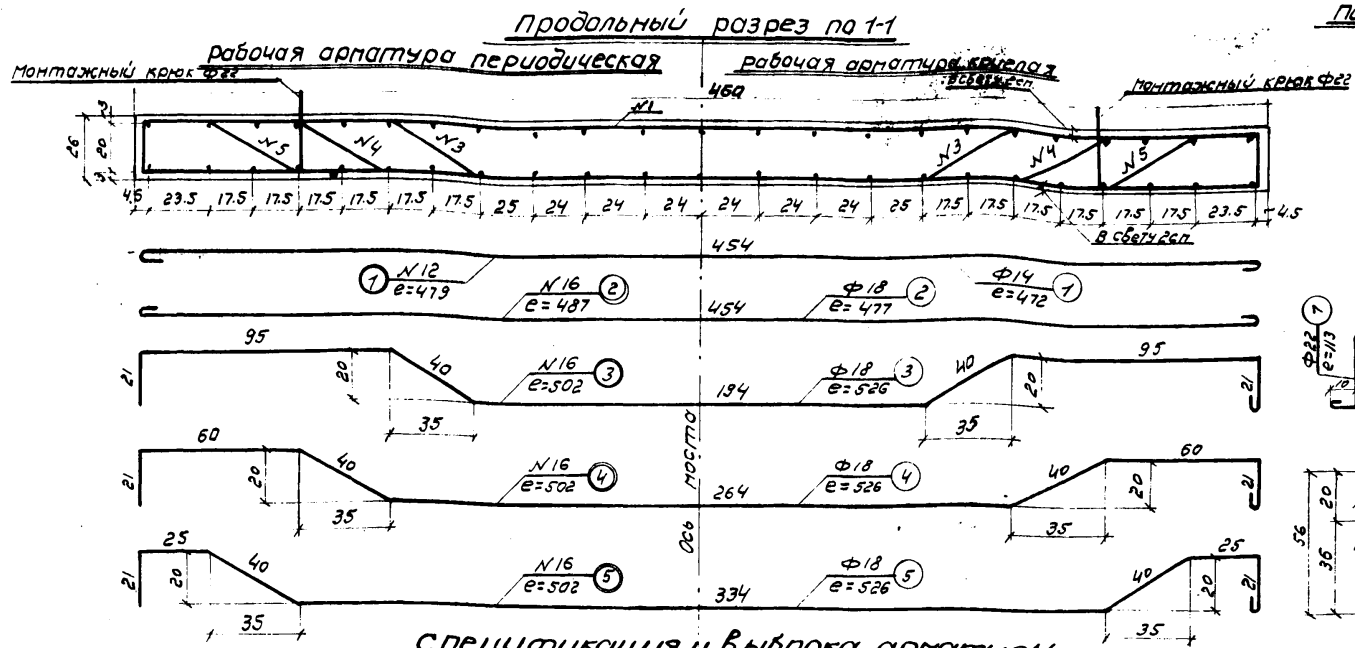 Продольный разрез по 1-1
Рабочая арматура периодическая
Рабочая арматура круглая
Монтажный крюк Ф22
В свету 2см
Монтажный крюк Ф22
460
N1
26
3
20
3
N5 N4 N3 N3 N4 N5
4.5 23.5 17.5 17.5 17.5 17.5 17.5 17.5 25 24 24 24 24 24 24 25 17.5 17.5 17.5 17.5 17.5 17.5 23.5 4.5
В свету 2см
454
1 N12
e=479
Ф14 1
e=472
N16 2
e=487
454
Ф18 2
e=477
95
21
20
40
35
N16 3
e=502
194
Ф18 3
e=526
40
20
35
95
21
60
21
20
40
35
N16 4
e=502
264
Ф18 4
e=526
40
20
35
60
21
25
21
20
40
35
N16 5
e=502
334
Ф18 5
e=526
40
20
35
25
21
Ось моста
7
Ф22
e=113
10
56
20
36
Спецификация и выборка арматуры